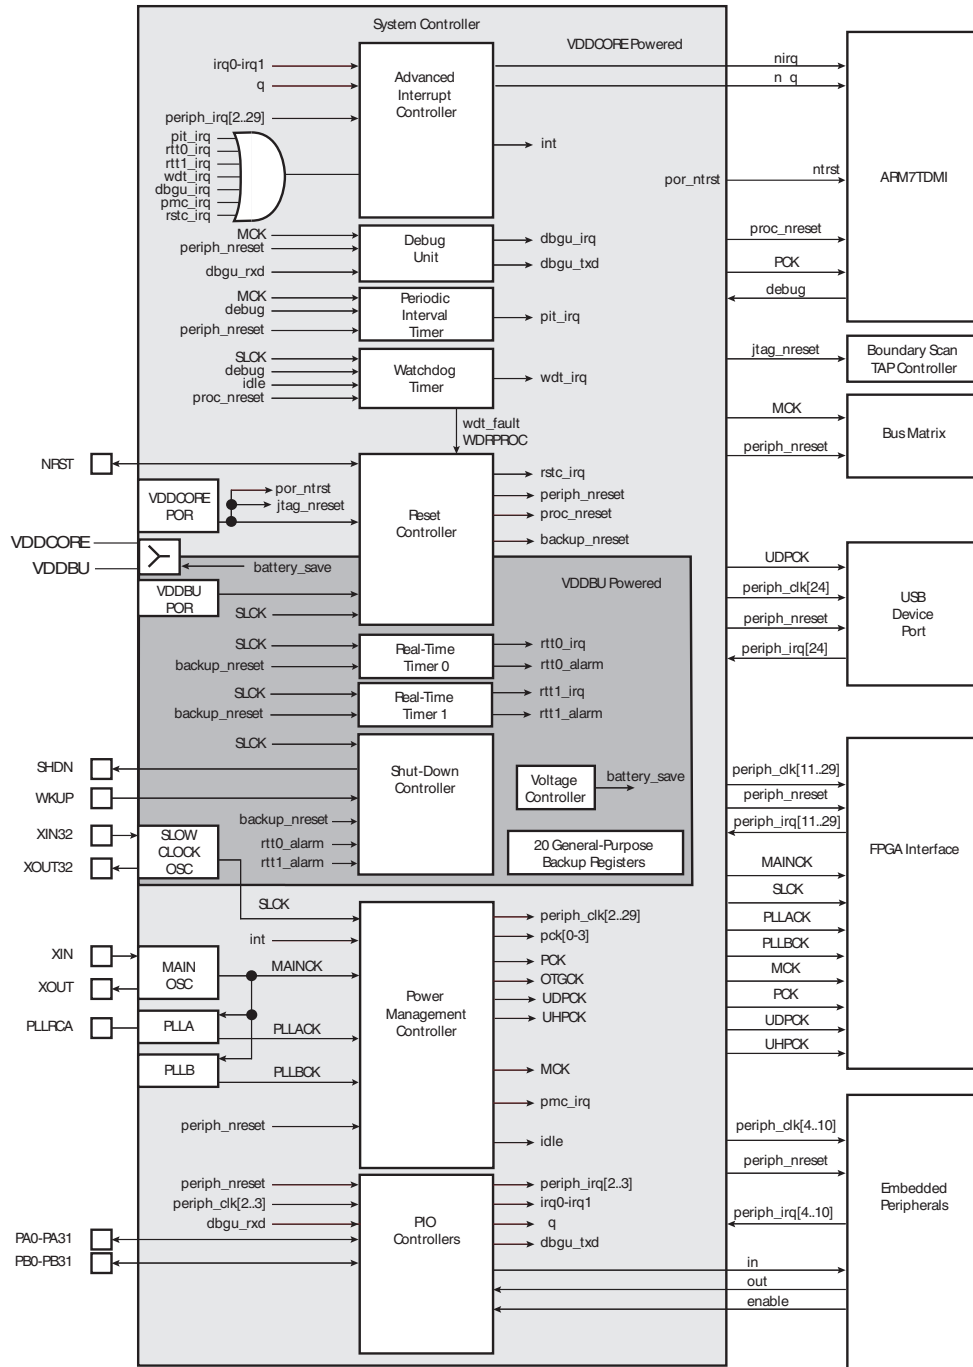 System Controller
VDDCORE Powered
irq0-irq1
q
periph_irq[2..29]
pit_irq
rtt0_irq
rtt1_irq
wdt_irq
dbgu_irq
pmc_irq
rstc_irq
Advanced
Interrupt
Controller
int
nirq
n q
por_ntrst
ntrst
proc_nreset
PCK
debug
ARM7TDMI
MCK
periph_nreset
dbgu_rxd
Debug
Unit
dbgu_irq
dbgu_txd
MCK
debug
periph_nreset
Periodic
Interval
Timer
pit_irq
SLCK
debug
idle
proc_nreset
Watchdog
Timer
wdt_irq
wdt_fault
WDRPROC
jtag_nreset
Boundary Scan
TAP Controller
MCK
periph_nreset
Bus Matrix
NRST
VDDCORE
POR
por_ntrst
jtag_nreset
Reset
Controller
rstc_irq
periph_nreset
proc_nreset
backup_nreset
VDDCORE
VDDBU
battery_save
VDDBU Powered
VDDBU
POR
SLCK
UDPCK
periph_clk[24]
periph_nreset
periph_irq[24]
USB
Device
Port
SLCK
backup_nreset
Real-Time
Timer 0
rtt0_irq
rtt0_alarm
SLCK
backup_nreset
Real-Time
Timer 1
rtt1_irq
rtt1_alarm
SLCK
SHDN
WKUP
backup_nreset
rtt0_alarm
rtt1_alarm
Shut-Down
Controller
Voltage
Controller
battery_save
20 General-Purpose
Backup Registers
XIN32
XOUT32
SLOW
CLOCK
OSC
SLCK
int
XIN
XOUT
MAIN
OSC
MAINCK
PLLRCA
PLLA
PLLACK
PLLB
PLLBCK
periph_nreset
Power
Management
Controller
periph_clk[2..29]
pck[0-3]
PCK
OTGCK
UDPCK
UHPCK
MCK
pmc_irq
idle
periph_clk[11..29]
periph_nreset
periph_irq[11..29]
MAINCK
SLCK
PLLACK
PLLBCK
MCK
PCK
UDPCK
UHPCK
FPGA Interface
periph_nreset
periph_clk[2..3]
dbgu_rxd
PA0-PA31
PB0-PB31
PIO
Controllers
periph_irq[2..3]
irq0-irq1
q
dbgu_txd
periph_clk[4..10]
periph_nreset
periph_irq[4..10]
in
out
enable
Embedded
Peripherals